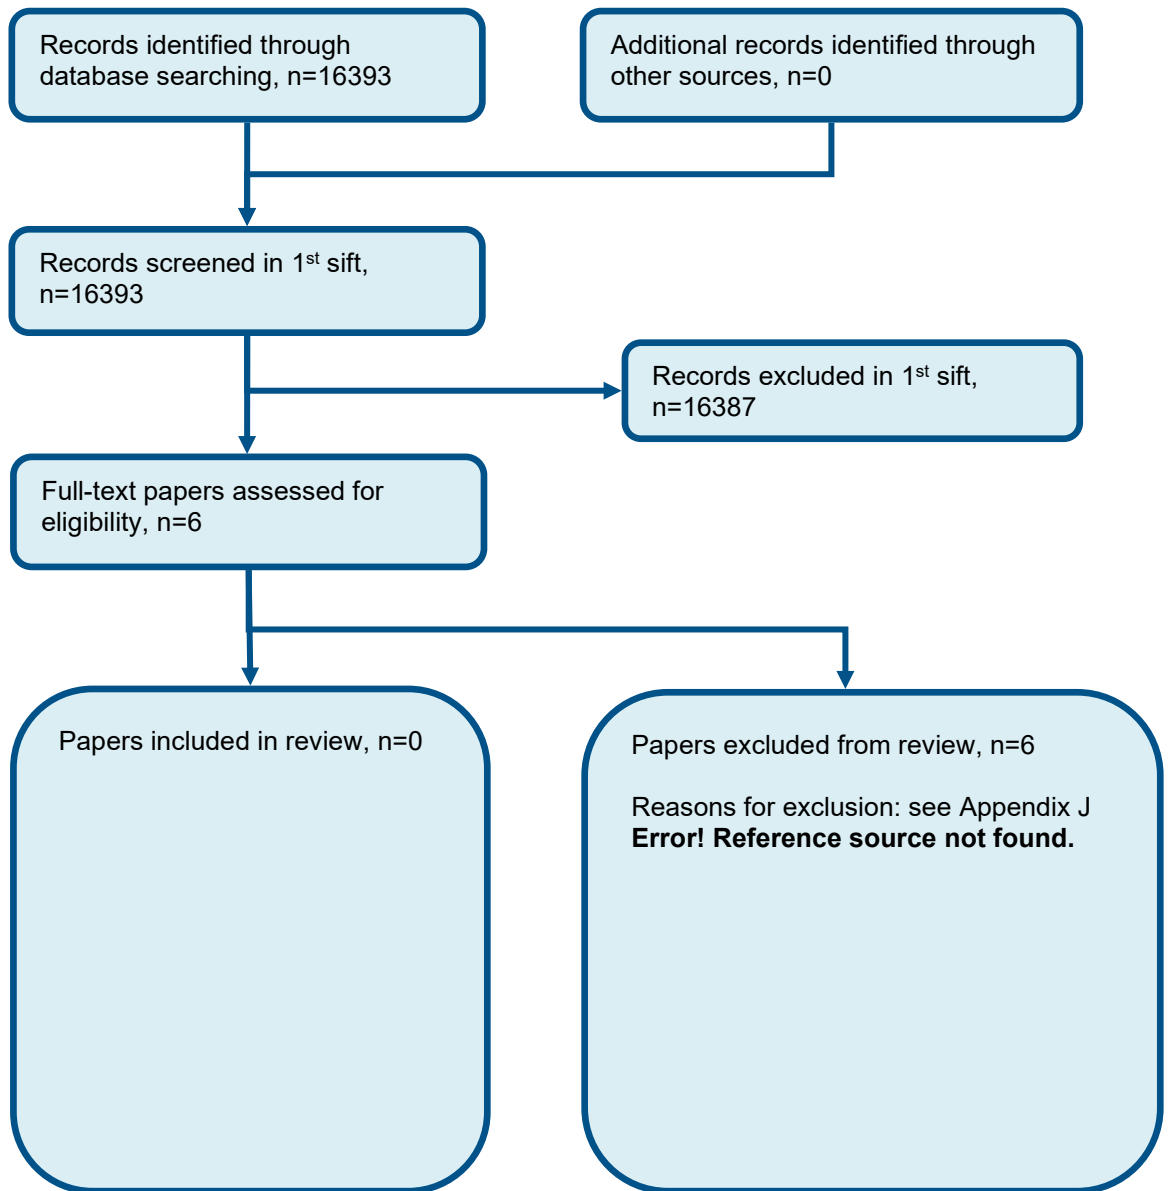 Records identified through
database searching, n=16393
Additional records identified through
other sources, n=0
Records screened in 1st sift,
n=16393
Records excluded in 1st sift,
n=16387
Full-text papers assessed for
eligibility, n=6
Papers included in review, n=0
Papers excluded from review, n=6
Reasons for exclusion: see Appendix J
Error! Reference source not found.